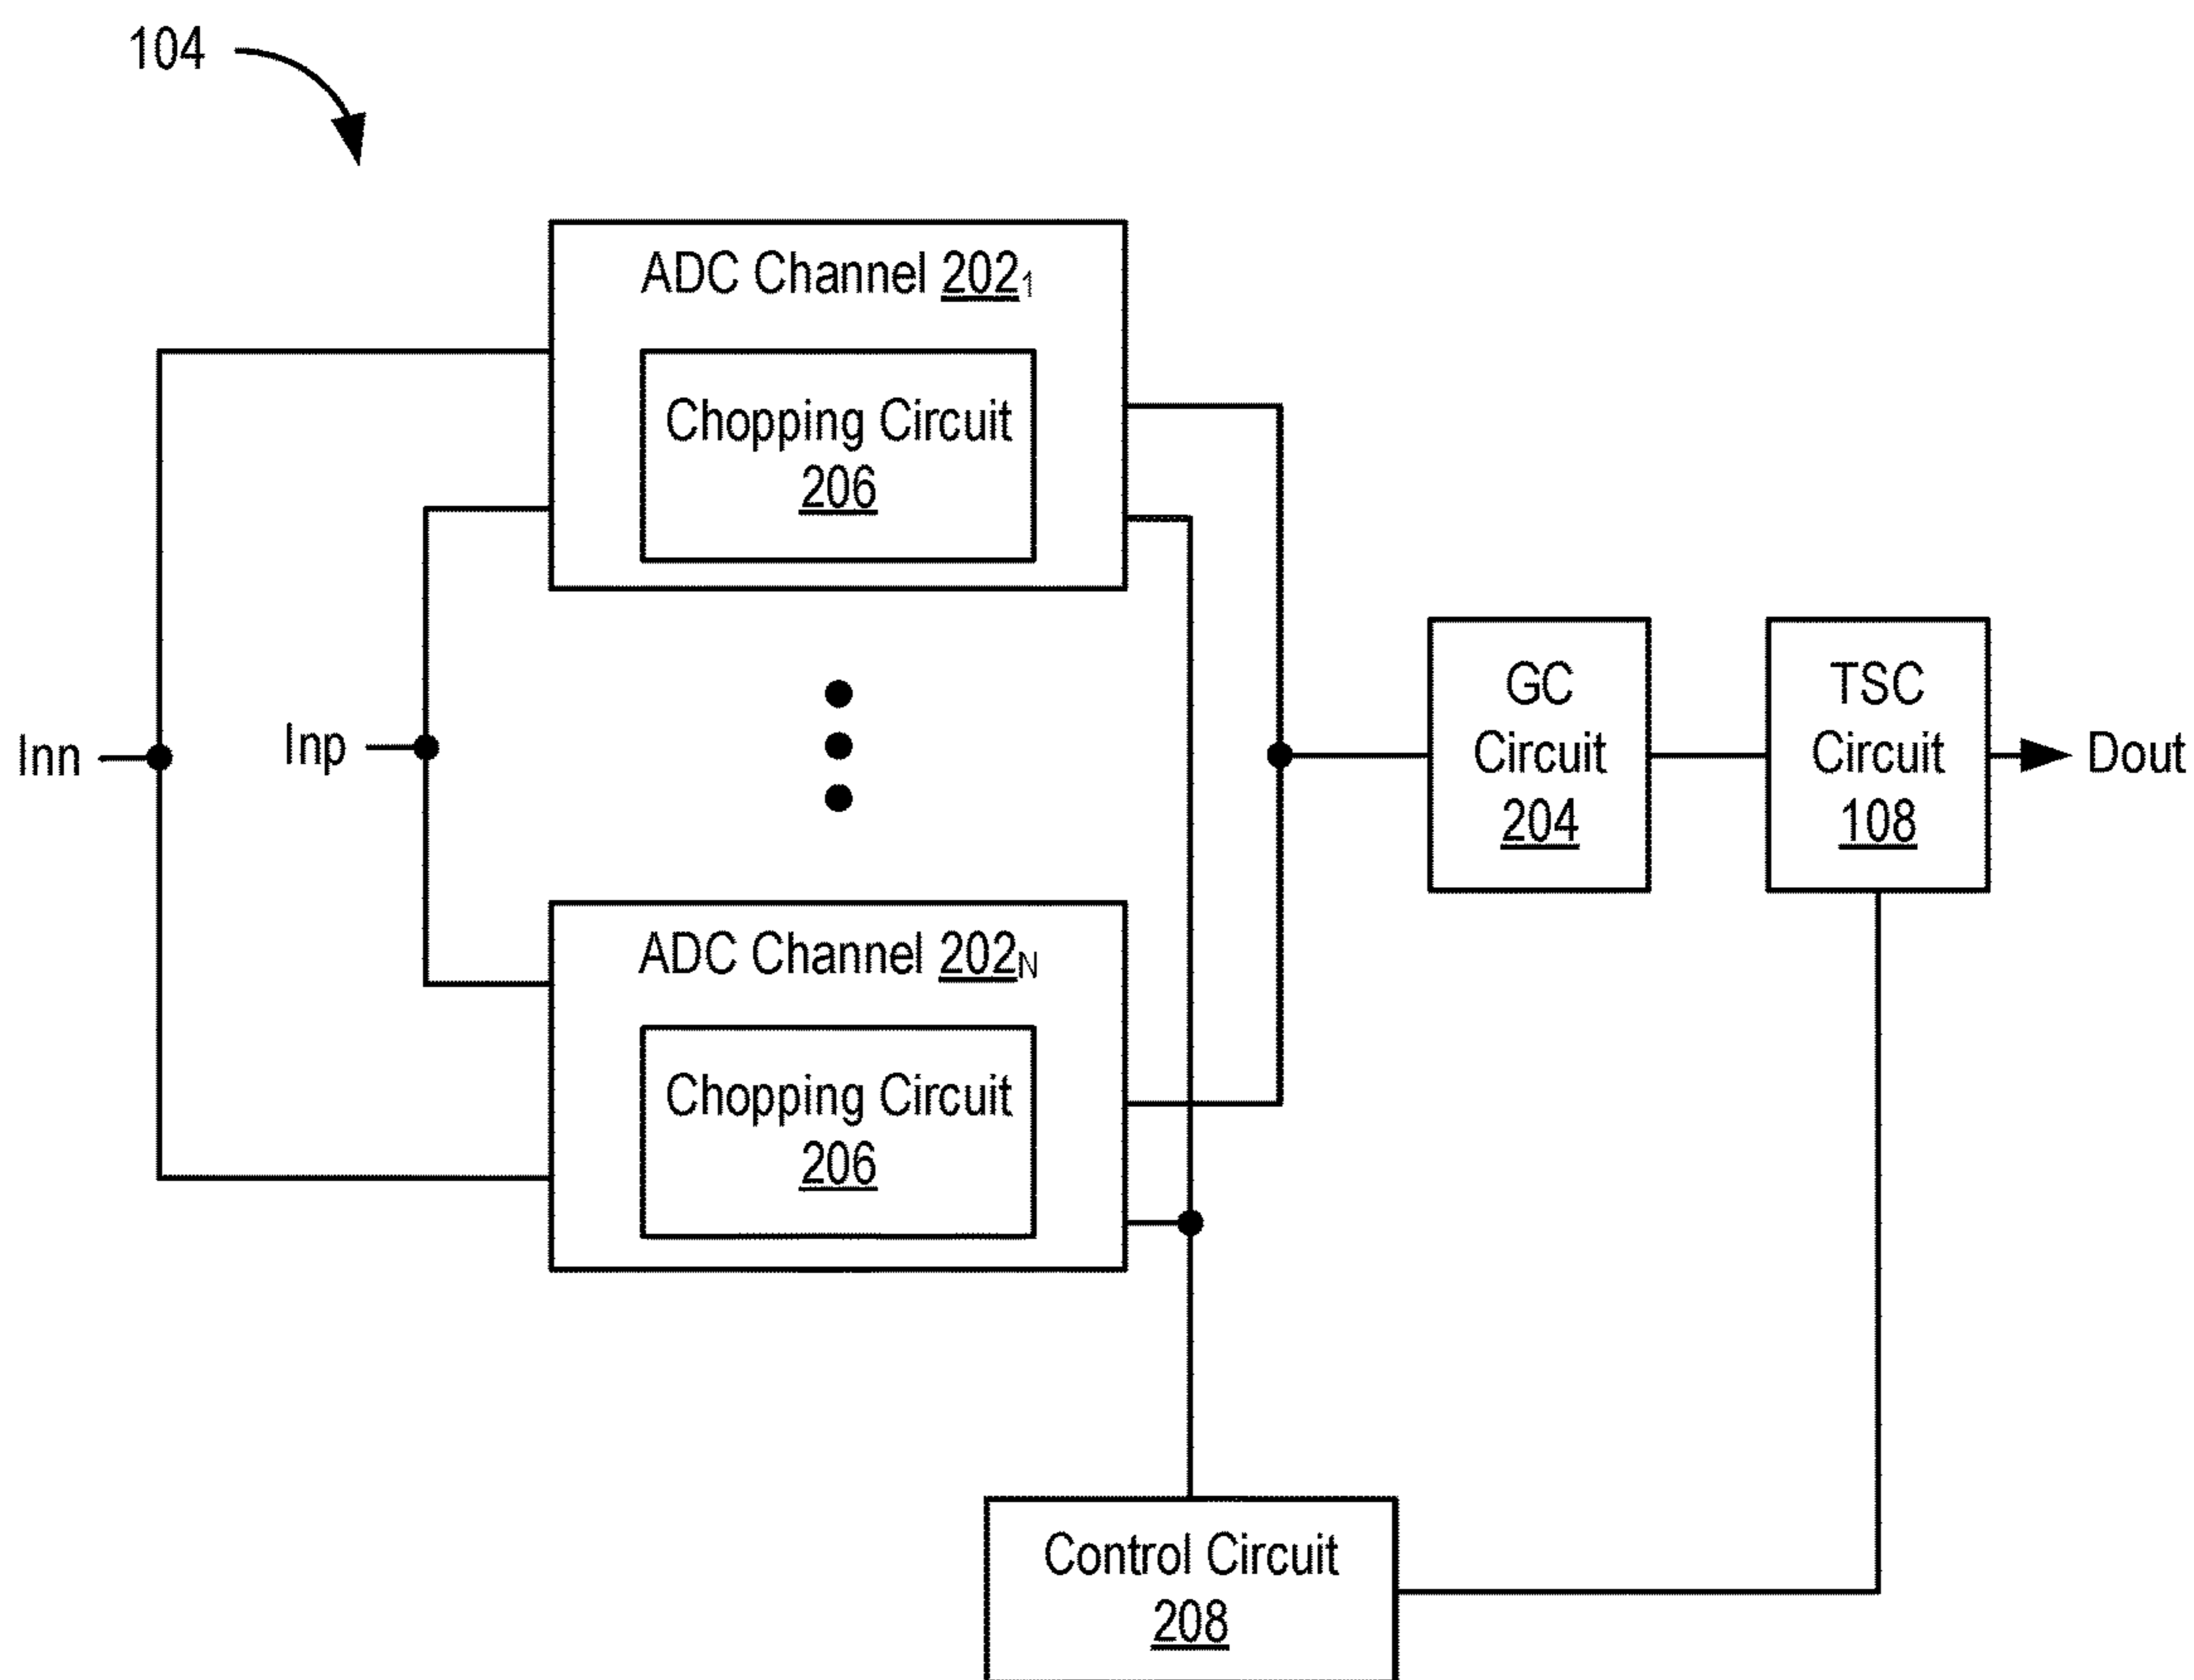 104
ADC Channel 202₁
Chopping Circuit
206
Inn
Inp
GC
Circuit
204
TSC
Circuit
108
Dout
ADC Channel 202ₙ
Chopping Circuit
206
Control Circuit
208